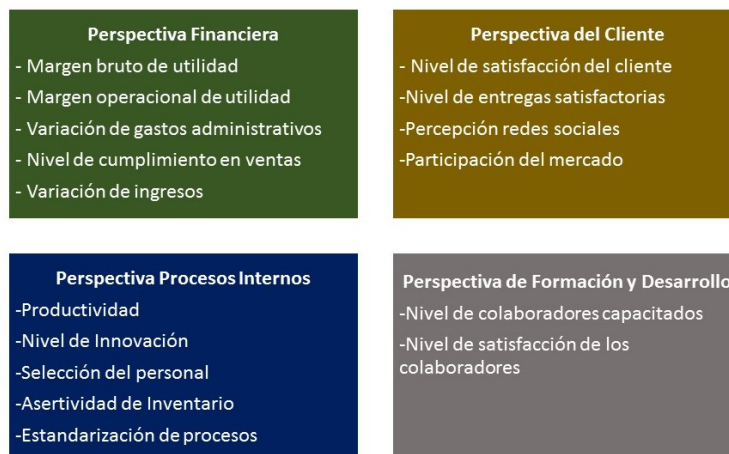 Perspectiva Financiera
- Margen bruto de utilidad
- Margen operacional de utilidad
- Variación de gastos administrativos
- Nivel de cumplimiento en ventas
- Variación de ingresos
Perspectiva del Cliente
- Nivel de satisfacción del cliente
-Nivel de entregas satisfactorias
-Percepción redes sociales
-Participación del mercado
Perspectiva Procesos Internos
-Productividad
-Nivel de Innovación
-Selección del personal
-Asertividad de Inventario
-Estandarización de procesos
Perspectiva de Formación y Desarrollo
-Nivel de colaboradores capacitados
-Nivel de satisfacción de los
colaboradores